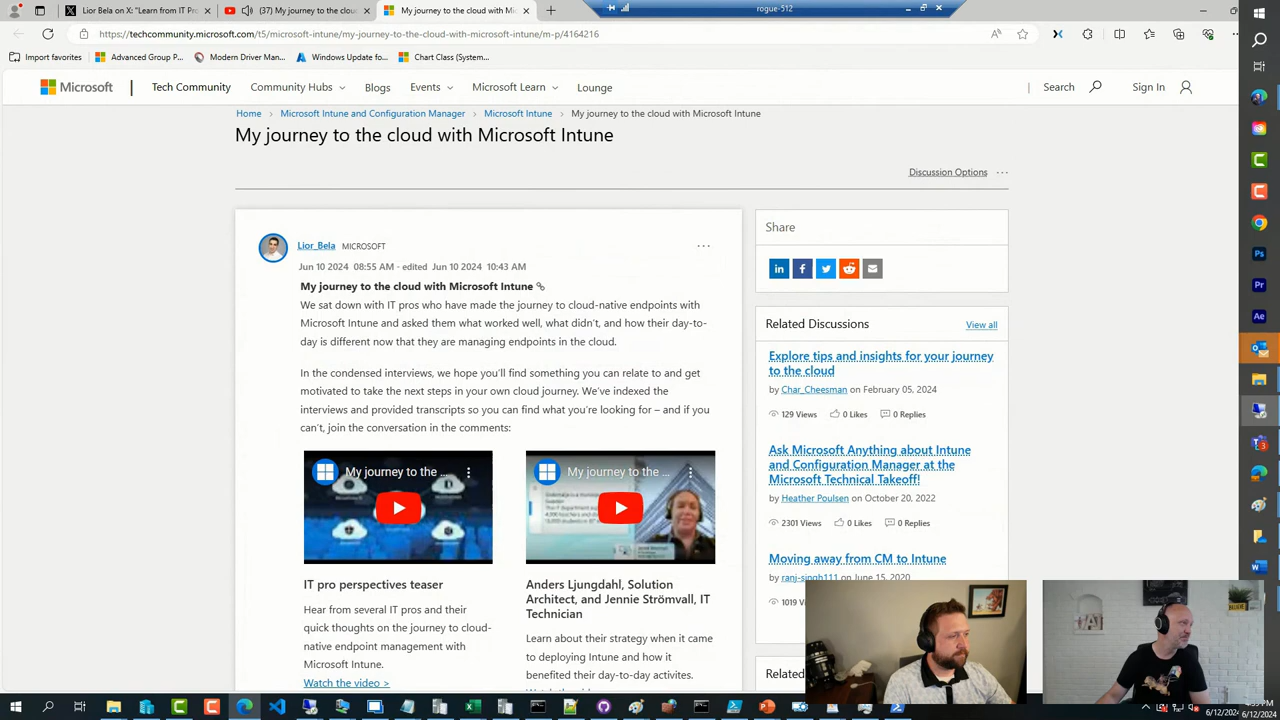 Lior Bela on X: "Learn from IT Pro
(37) My journey to the clou
My journey to the cloud with Mic
rogue-512
https://techcommunity.microsoft.com/t5/microsoft-intune/my-journey-to-the-cloud-with-microsoft-intune/m-p/4164216
Import favorites
Advanced Group P...
Modern Driver Man...
Windows Update fo...
Chart Class (System...
Microsoft
Tech Community
Community Hubs
Blogs
Events
Microsoft Learn
Lounge
Search
Sign In
Home > Microsoft Intune and Configuration Manager > Microsoft Intune > My journey to the cloud with Microsoft Intune
My journey to the cloud with Microsoft Intune
Discussion Options
Lior_Bela MICROSOFT
Jun 10 2024 08:55 AM - edited Jun 10 2024 10:43 AM
My journey to the cloud with Microsoft Intune
We sat down with IT pros who have made the journey to cloud-native endpoints with
Microsoft Intune and asked them what worked well, what didn't, and how their day-to-
day is different now that they are managing endpoints in the cloud.
In the condensed interviews, we hope you'll find something you can relate to and get
motivated to take the next steps in your own cloud journey. We've indexed the
interviews and provided transcripts so you can find what you're looking for – and if you
can't, join the conversation in the comments:
My journey to the ...
My journey to the ...
IT pro perspectives teaser
Hear from several IT pros and their
quick thoughts on the journey to cloud-
native endpoint management with
Microsoft Intune.
Watch the video >
Anders Ljungdahl, Solution
Architect, and Jennie Strömvall, IT
Technician
Learn about their strategy when it came
to deploying Intune and how it
benefited their day-to-day activites.
Share
Related Discussions
View all
Explore tips and insights for your journey
to the cloud
by Char_Cheesman on February 05, 2024
129 Views 0 Likes 0 Replies
Ask Microsoft Anything about Intune
and Configuration Manager at the
Microsoft Technical Takeoff!
by Heather Poulsen on October 20, 2022
2301 Views 0 Likes 0 Replies
Moving away from CM to Intune
by ranj-singh111 on June 15, 2020
1019
Related
6/12/2024
6/12/2024